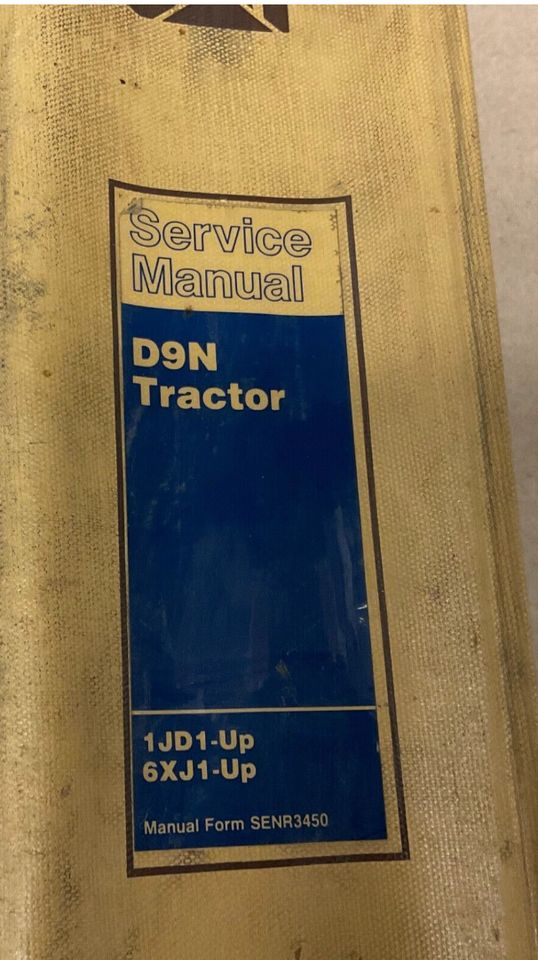 Service
Manual
D9N
Tractor
1JD1-Up
6XJ1-Up
Manual Form SENR3450